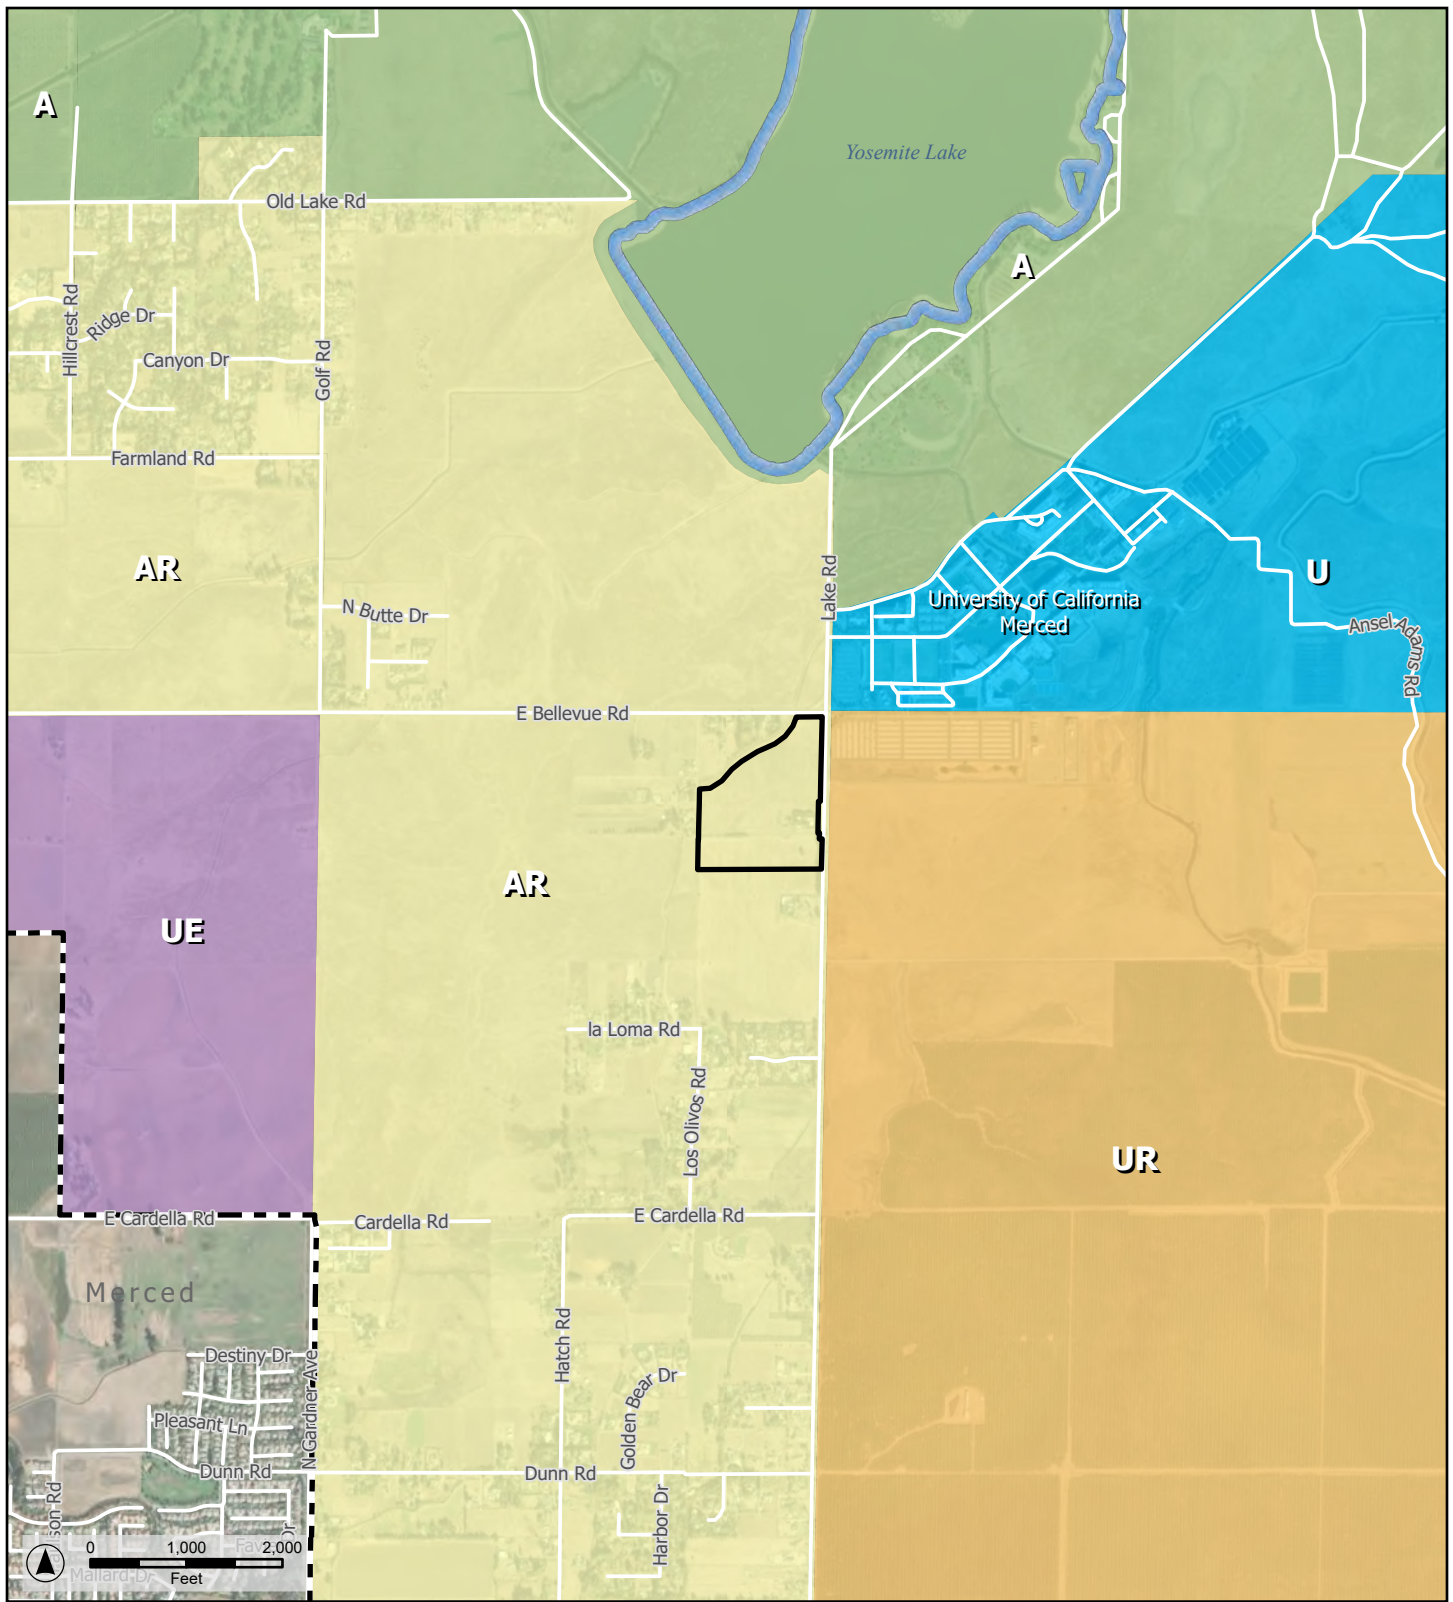 A
Yosemite Lake
Old Lake Rd
A
Hillcrest Rd
Ridge Dr
Canyon Dr
Golf Rd
Farmland Rd
AR
N Butte Dr
Lake Rd
U
University of California
Merced
Ansel Adams Rd
E Bellevue Rd
AR
UE
la Loma Rd
Los Olivos Rd
UR
E Cardella Rd
Cardella Rd
E Cardella Rd
Merced
Hatch Rd
Destiny Dr
N Gardner Ave
Golden Bear Dr
Pleasant Ln
Dunn Rd
Dunn Rd
Harbor Dr
0 1,000 2,000
Feet
Mallard Dr